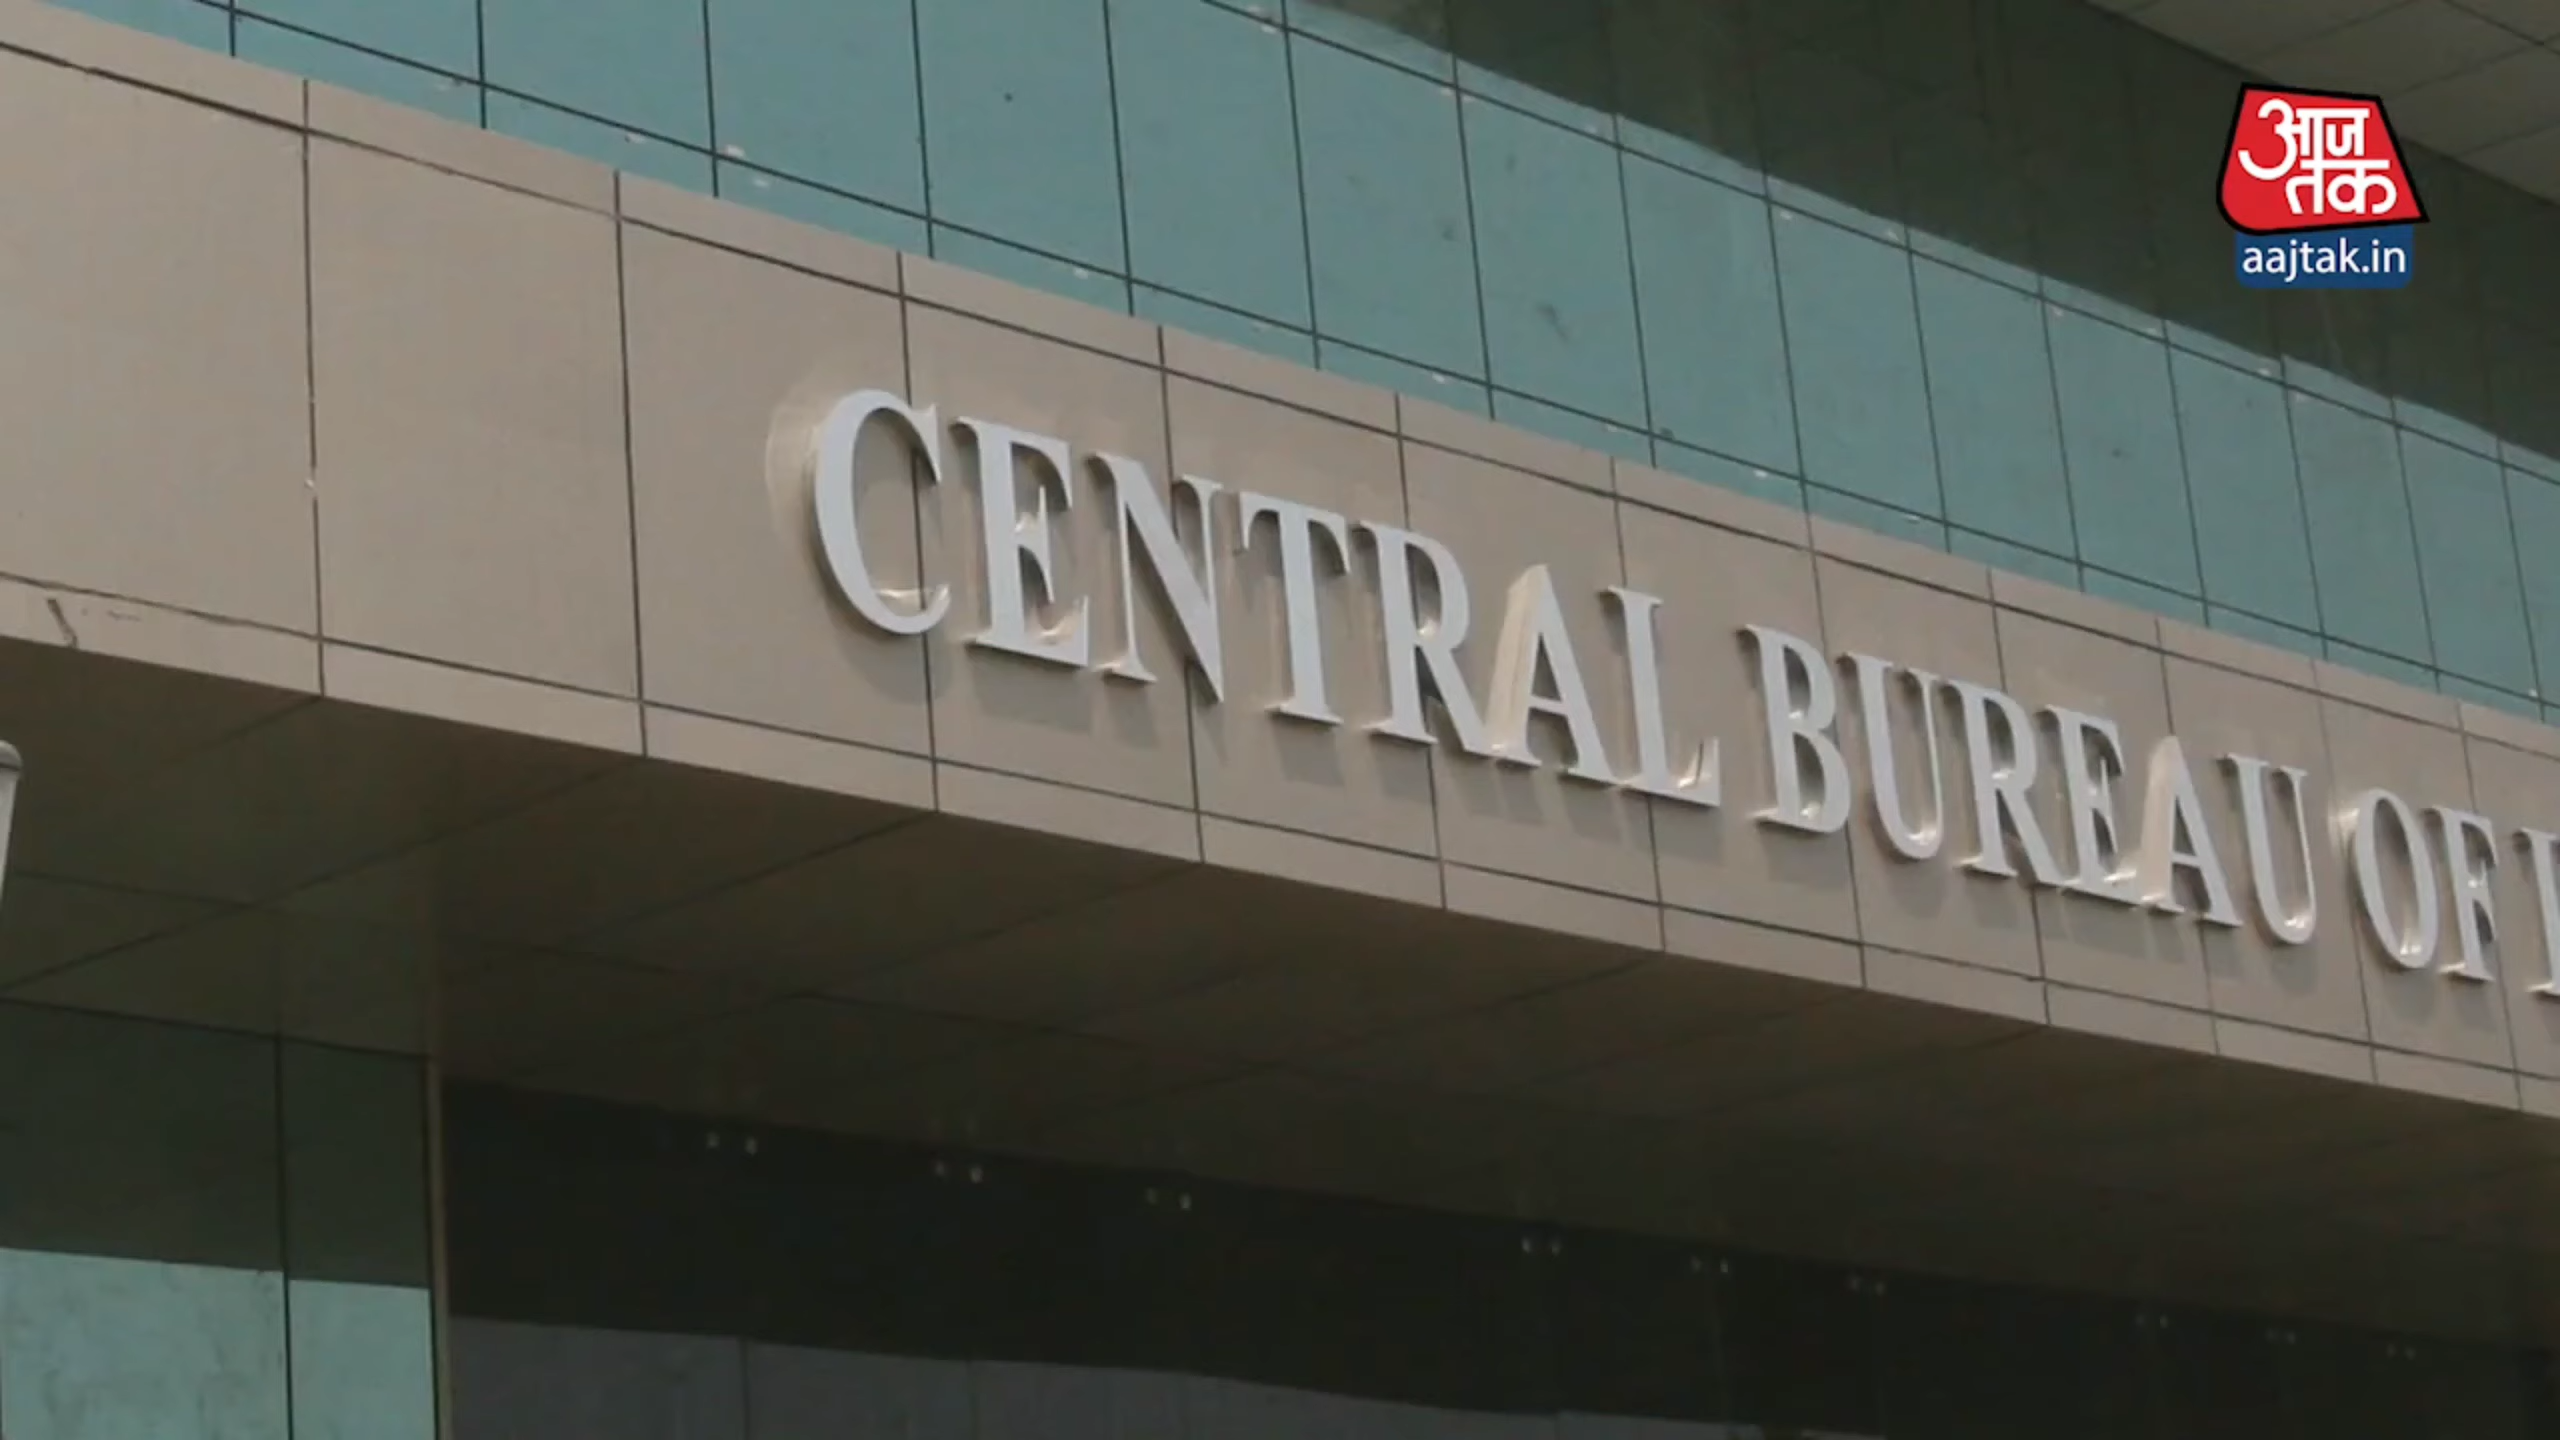 आज
तक
aajtak.in
CENTRAL BUREAU OF